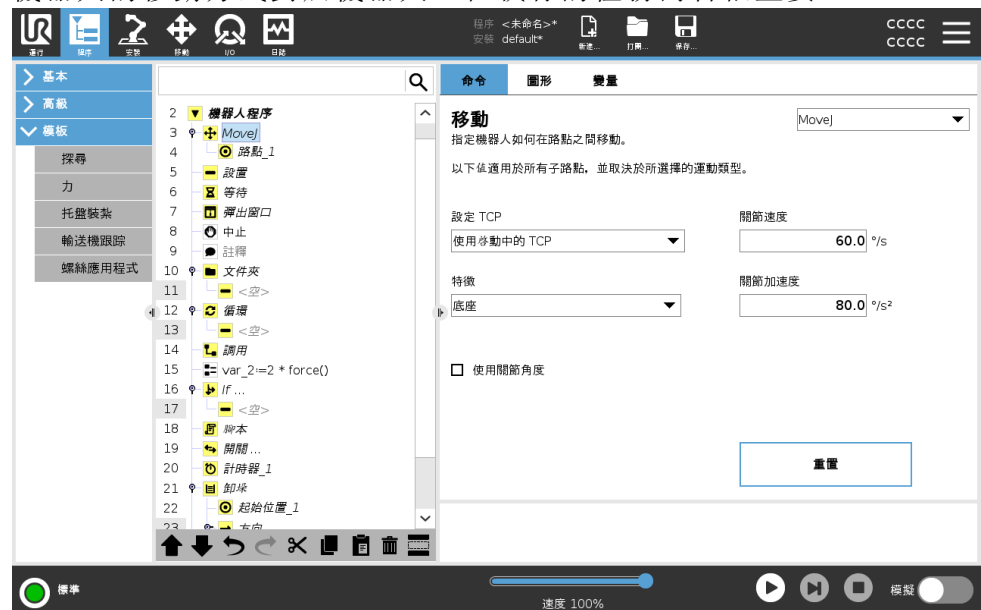 運行
程序
安裝
移動
I/O
日誌
程序 <未命名>*
安裝 default*
新建...
打開...
保存...
cccc
cccc
基本
高級
模板
探尋
力
托盤裝紮
輸送機跟踪
螺絲應用程式
2 機器人程序
3 MoveJ
4 路點_1
5 設置
6 等待
7 彈出窗口
8 中止
9 註釋
10 文件夾
11 <空>
12 循環
13 <空>
14 調用
15 var_2:=2 * force()
16 If ...
17 <空>
18 腳本
19 開關 ...
20 計時器_1
21 卸垛
22 起始位置_1
23 方向
命令 圖形 變量
移動
MoveJ
指定機器人如何在路點之間移動。
以下值適用於所有子路點，並取決於所選擇的運動類型。
設定 TCP
使用移動中的 TCP
關節速度
60.0 °/s
特徵
底座
關節加速度
80.0 °/s²
使用關節角度
重置
標準
速度 100%
模擬